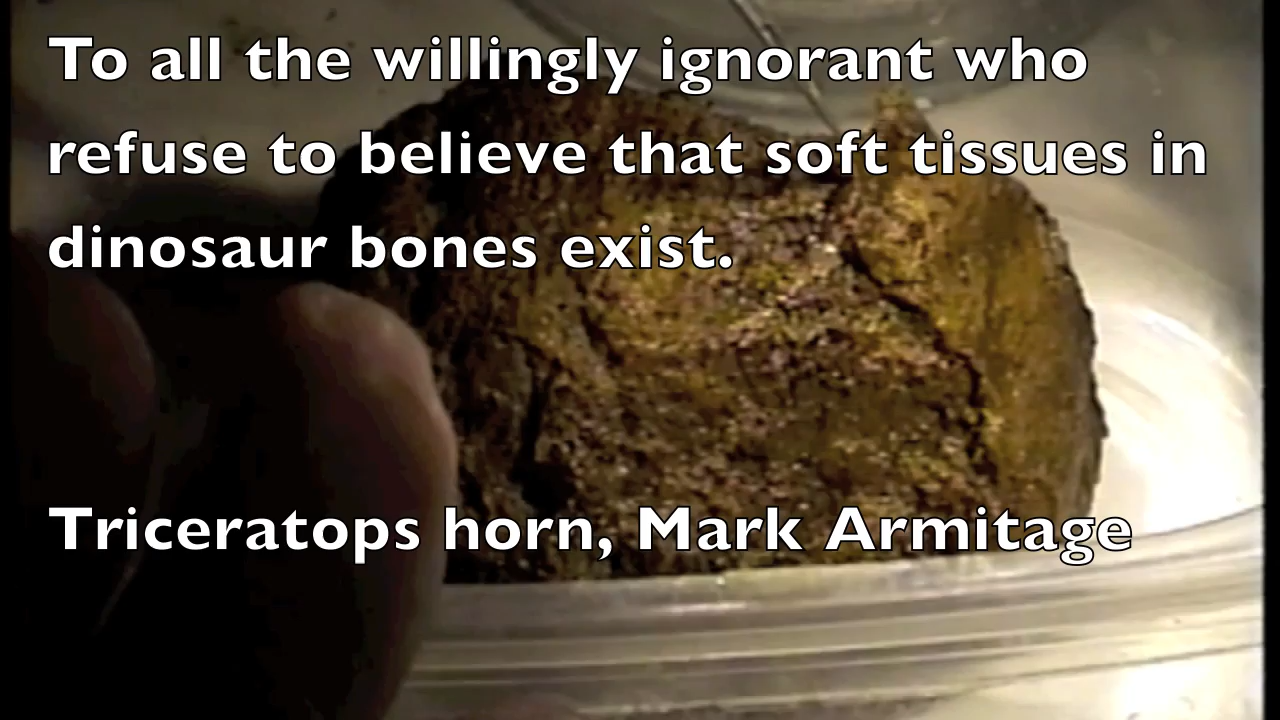 To all the willingly ignorant who
refuse to believe that soft tissues in
dinosaur bones exist.
Triceratops horn, Mark Armitage